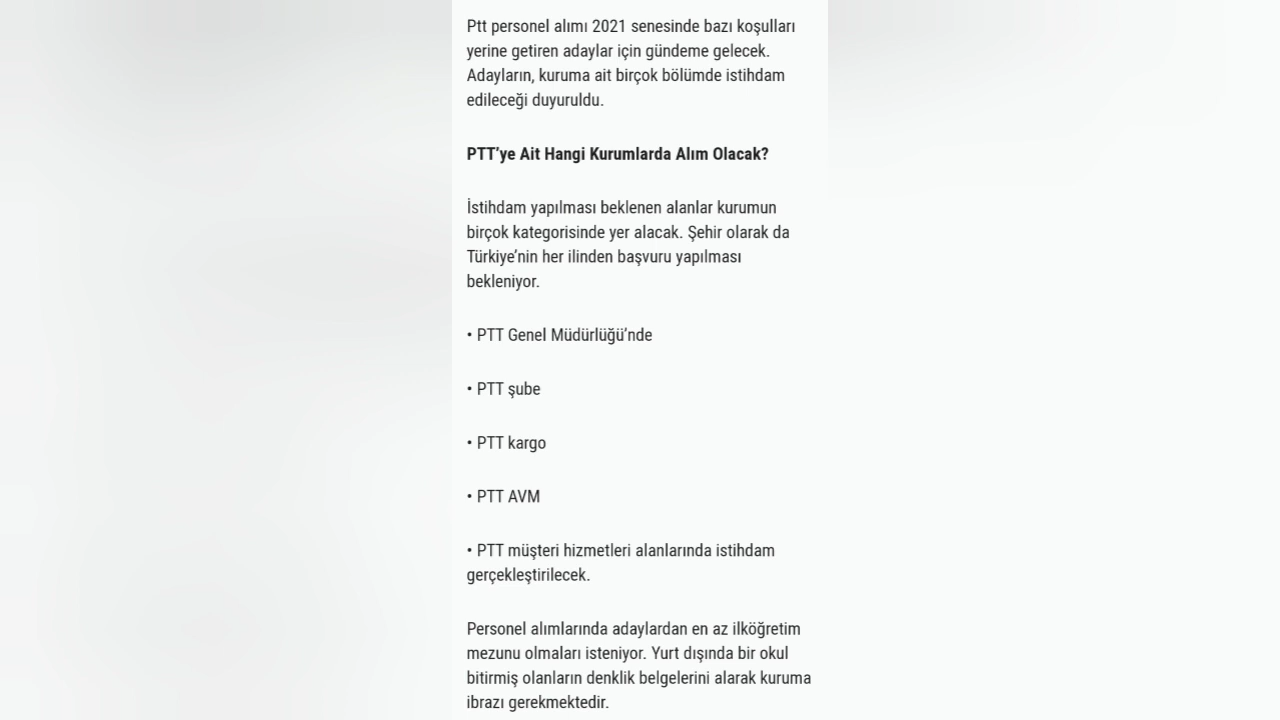 Ptt personel alımı 2021 senesinde bazı koşulları
yerine getiren adaylar için gündeme gelecek.
Adayların, kuruma ait birçok bölümde istihdam
edileceği duyuruldu.
PTT’ye Ait Hangi Kurumlarda Alım Olacak?
İstihdam yapılması beklenen alanlar kurumun
birçok kategorisinde yer alacak. Şehir olarak da
Türkiye’nin her ilinden başvuru yapılması
bekleniyor.
• PTT Genel Müdürlüğü’nde
• PTT şube
• PTT kargo
• PTT AVM
• PTT müşteri hizmetleri alanlarında istihdam
gerçekleştirilecek.
Personel alımlarında adaylardan en az ilköğretim
mezunu olmaları isteniyor. Yurt dışında bir okul
bitirmiş olanların denklik belgelerini alarak kuruma
ibrazı gerekmektedir.